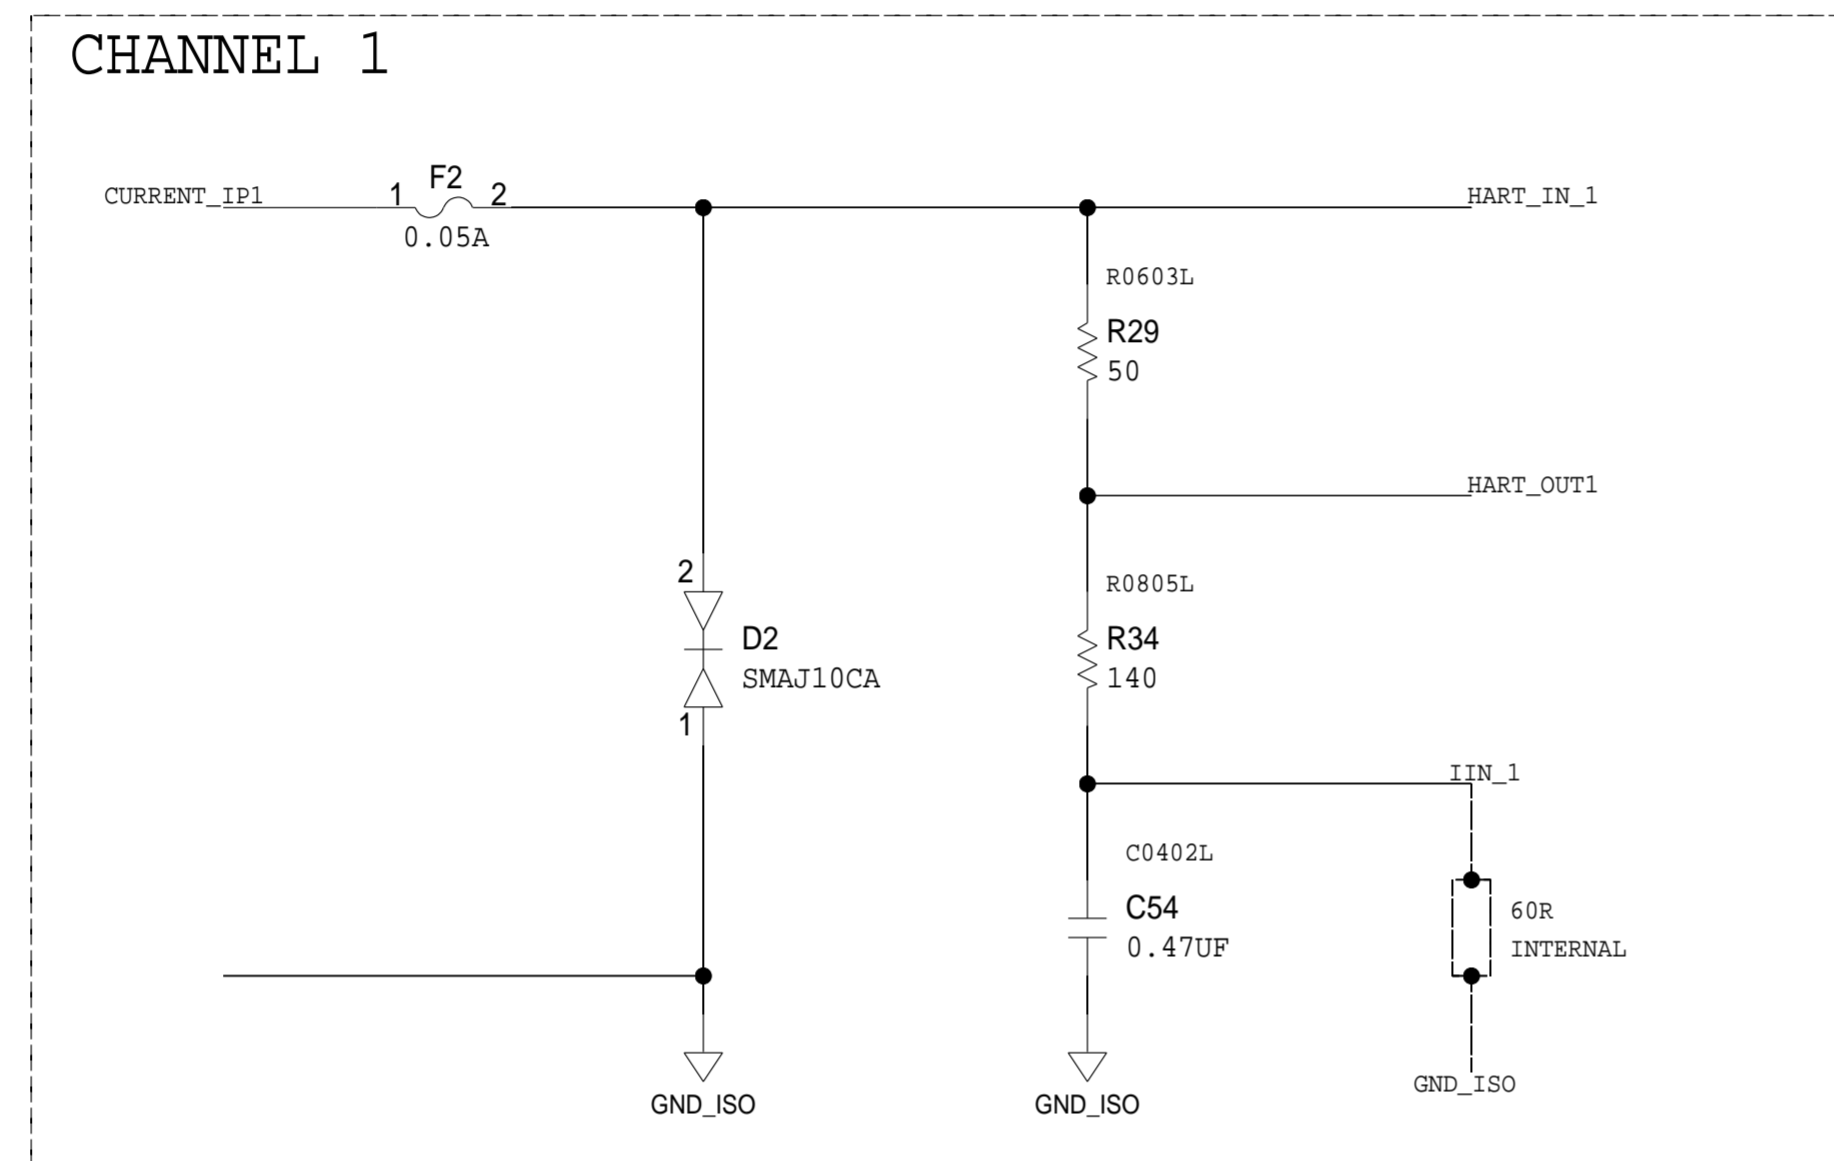 CHANNEL 1
CURRENT_IP1
1
F2
2
0.05A
HART_IN_1
R0603L
R29
50
HART_OUT1
2
D2
SMAJ10CA
1
R0805L
R34
140
IIN_1
C0402L
C54
0.47UF
60R
INTERNAL
GND_ISO
GND_ISO
GND_ISO